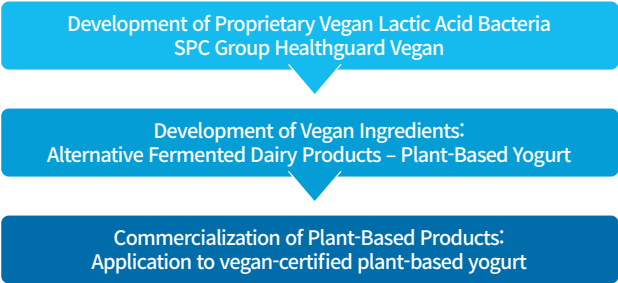 Development of Proprietary Vegan Lactic Acid Bacteria
SPC Group Healthguard Vegan
Development of Vegan Ingredients:
Alternative Fermented Dairy Products – Plant-Based Yogurt
Commercialization of Plant-Based Products:
Application to vegan-certified plant-based yogurt